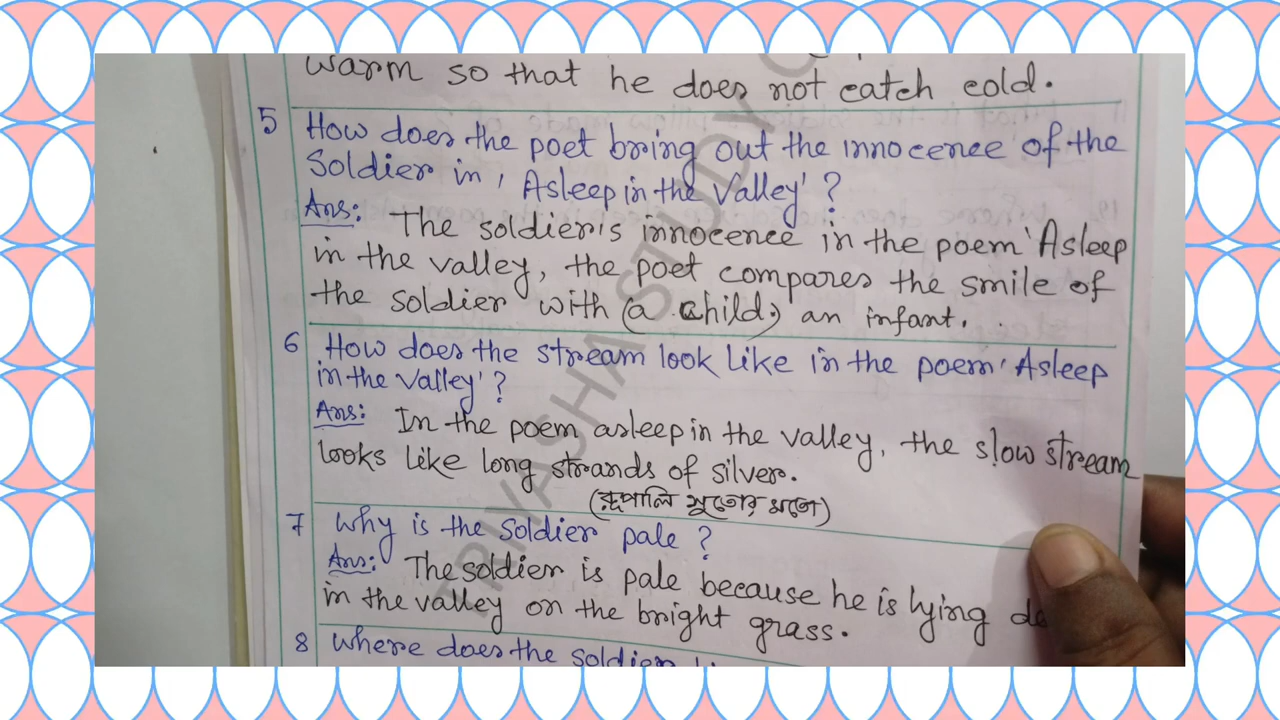 warm so that he does not catch cold.
5 How does the poet bring out the innocence of the
Soldier in, Asleep in the Valley' ?
Ans: The soldier's innocence in the poem 'Asleep
in the valley, the poet compares the smile of
the soldier with (a child) an infant.
6 How does the stream look like in the poem 'Asleep
in the valley' ?
Ans: In the poem asleep in the valley, the slow stream
looks like long strands of silver.
(রূপালি সুতোর মতো)
7 Why is the soldier pale ?
Ans: The soldier is pale because he is lying
in the valley on the bright grass.
8 where does the soldier
TRIYASHA STUDY